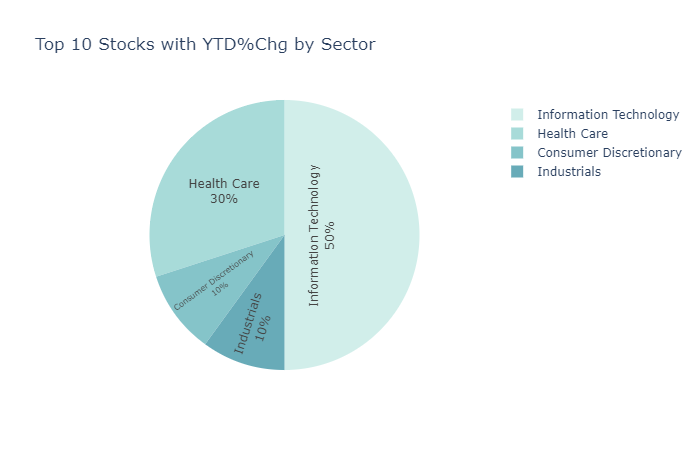 Top 10 Stocks with YTD%Chg by Sector
Information Technology
Health Care
Consumer Discretionary
Industrials
Health Care
30%
Information Technology
50%
Consumer Discretionary
10%
Industrials
10%